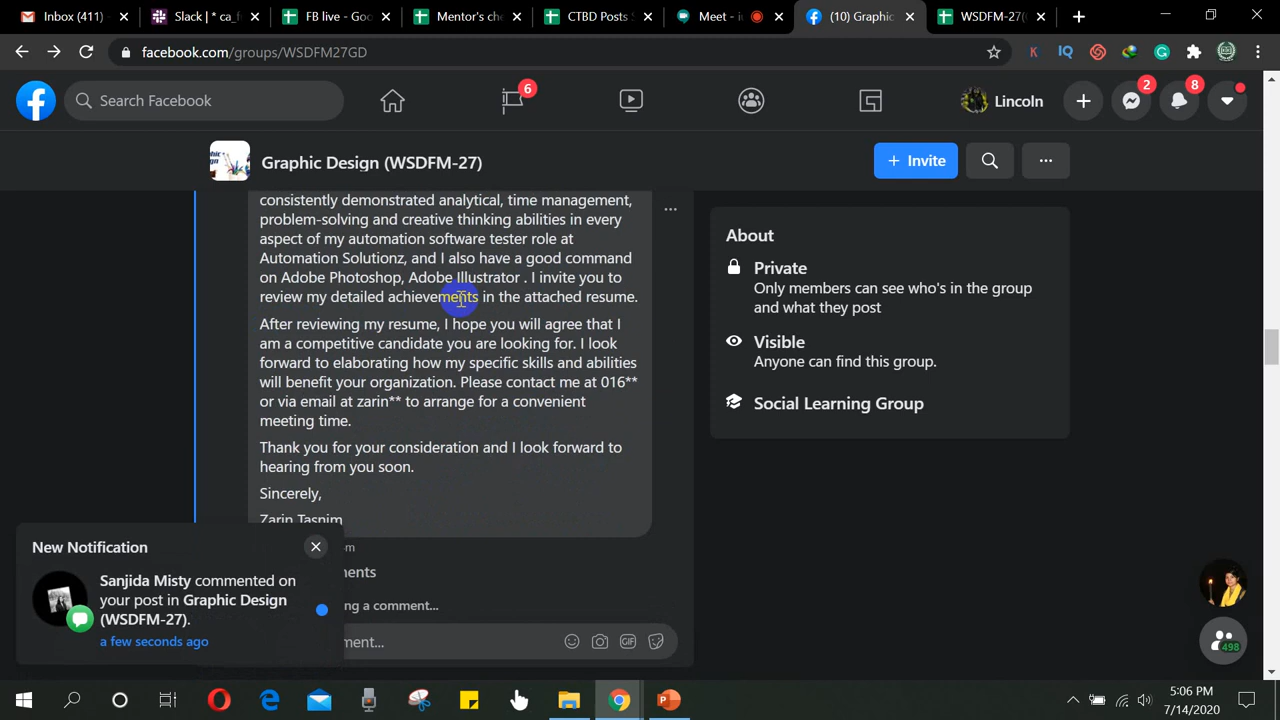 Inbox (411)
Slack | * ca_f
FB live - Goo
Mentor's che
CTBD Posts S
Meet - iu
(10) Graphic
WSDFM-27(
facebook.com/groups/WSDFM27GD
K
IQ
Search Facebook
6
Lincoln
2
8
Graphic Design (WSDFM-27)
+ Invite
consistently demonstrated analytical, time management,
problem-solving and creative thinking abilities in every
aspect of my automation software tester role at
Automation Solutionz, and I also have a good command
on Adobe Photoshop, Adobe Illustrator . I invite you to
review my detailed achievements in the attached resume.
After reviewing my resume, I hope you will agree that I
am a competitive candidate you are looking for. I look
forward to elaborating how my specific skills and abilities
will benefit your organization. Please contact me at 016**
or via email at zarin** to arrange for a convenient
meeting time.
Thank you for your consideration and I look forward to
hearing from you soon.
Sincerely,
Zarin Tasnim
About
Private
Only members can see who's in the group
and what they post
Visible
Anyone can find this group.
Social Learning Group
New Notification
Sanjida Misty commented on
your post in Graphic Design
(WSDFM-27).
a few seconds ago
ments
ng a comment...
ment...
GIF
498
5:06 PM
7/14/2020